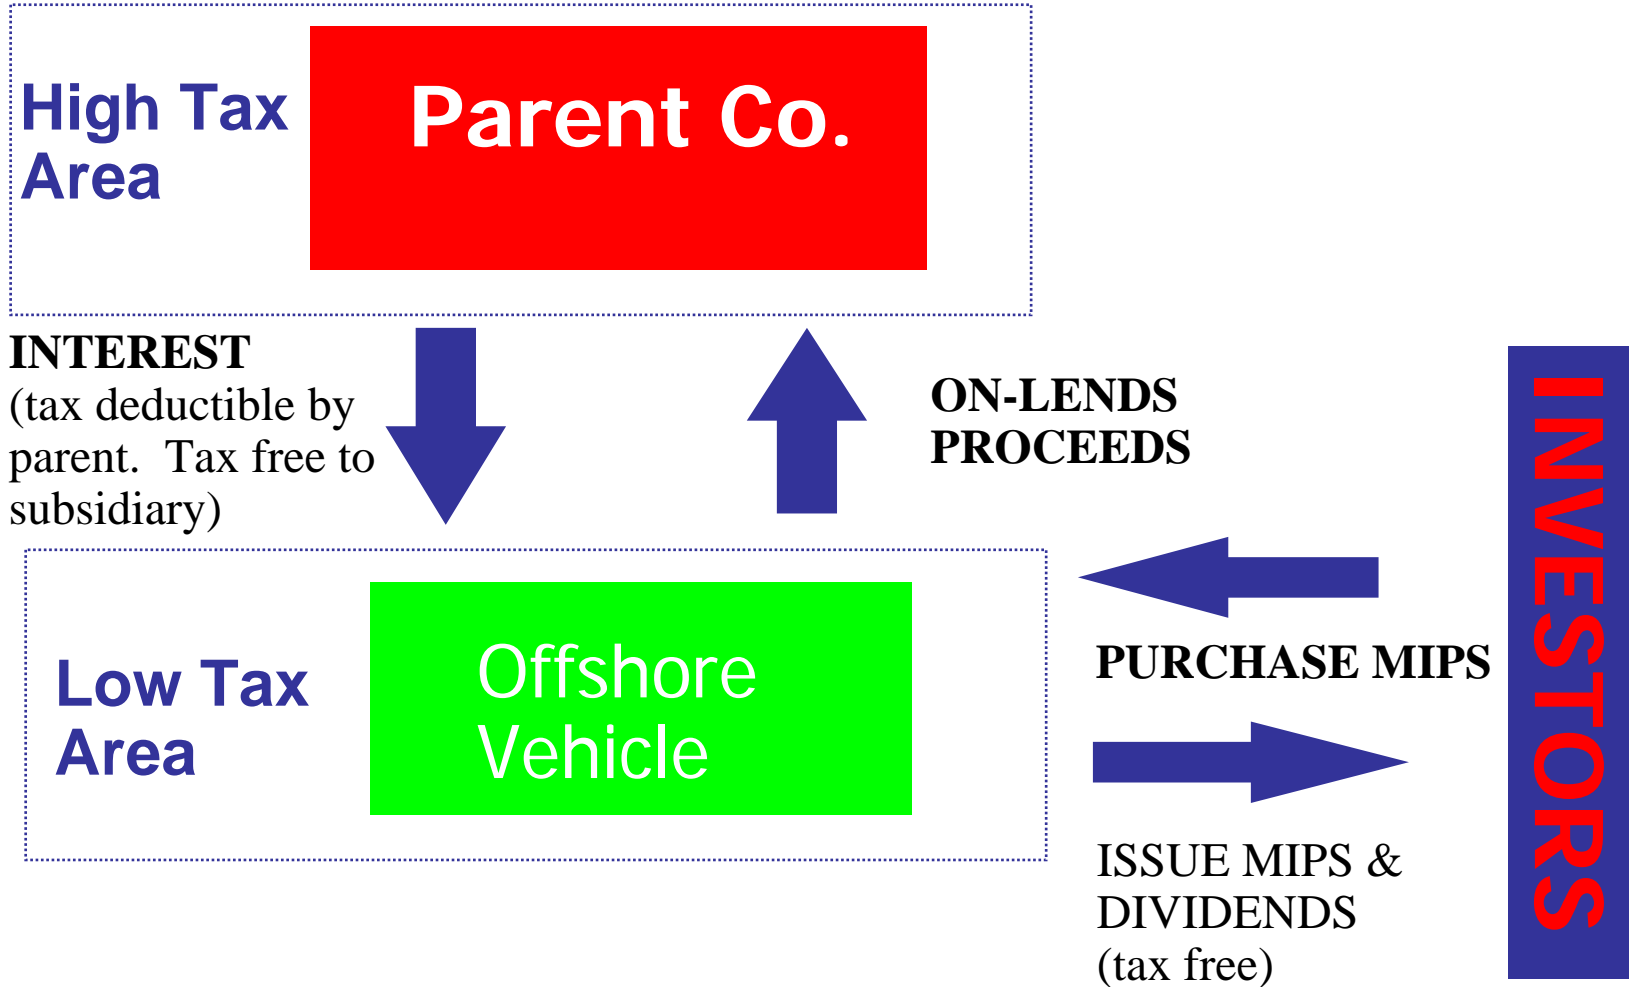 High Tax
Area
Parent Co.
INTEREST
(tax deductible by
parent.  Tax free to
subsidiary)
ON-LENDS
PROCEEDS
Low Tax
Area
Offshore
Vehicle
PURCHASE MIPS
ISSUE MIPS &
DIVIDENDS
(tax free)
INVESTORS